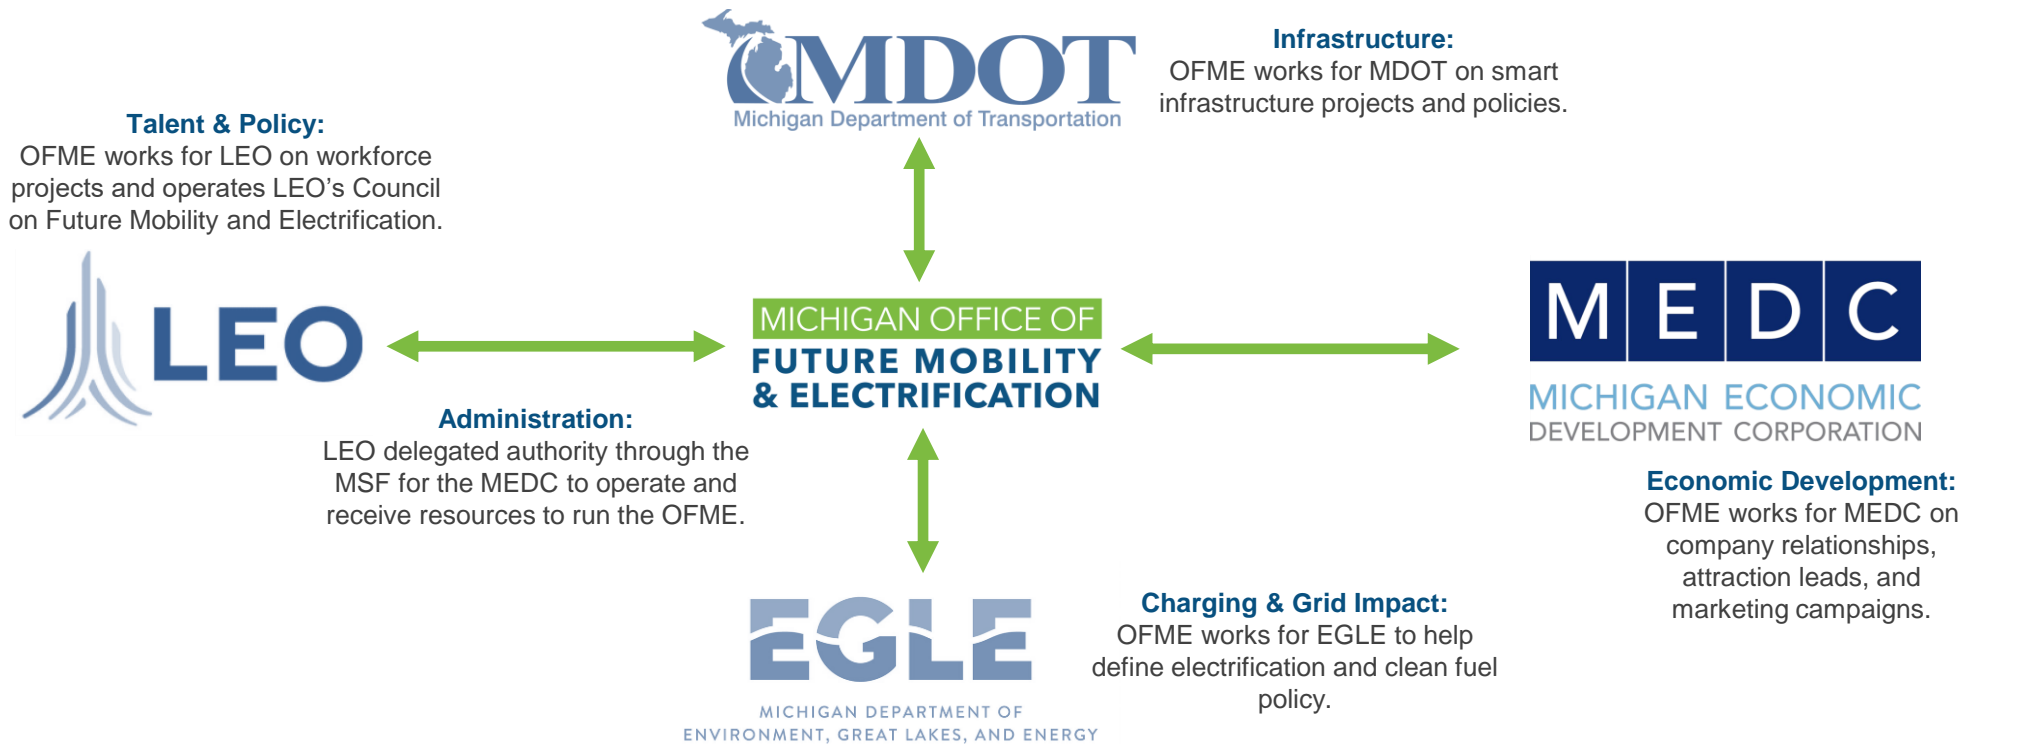 MDOT
Michigan Department of Transportation
Infrastructure:
OFME works for MDOT on smart
infrastructure projects and policies.
Talent & Policy:
OFME works for LEO on workforce
projects and operates LEO’s Council
on Future Mobility and Electrification.
LEO
MICHIGAN OFFICE OF
FUTURE MOBILITY
& ELECTRIFICATION
MEDC
MICHIGAN ECONOMIC
DEVELOPMENT CORPORATION
Administration:
LEO delegated authority through the
MSF for the MEDC to operate and
receive resources to run the OFME.
Economic Development:
OFME works for MEDC on
company relationships,
attraction leads, and
marketing campaigns.
EGLE
MICHIGAN DEPARTMENT OF
ENVIRONMENT, GREAT LAKES, AND ENERGY
Charging & Grid Impact:
OFME works for EGLE to help
define electrification and clean fuel
policy.